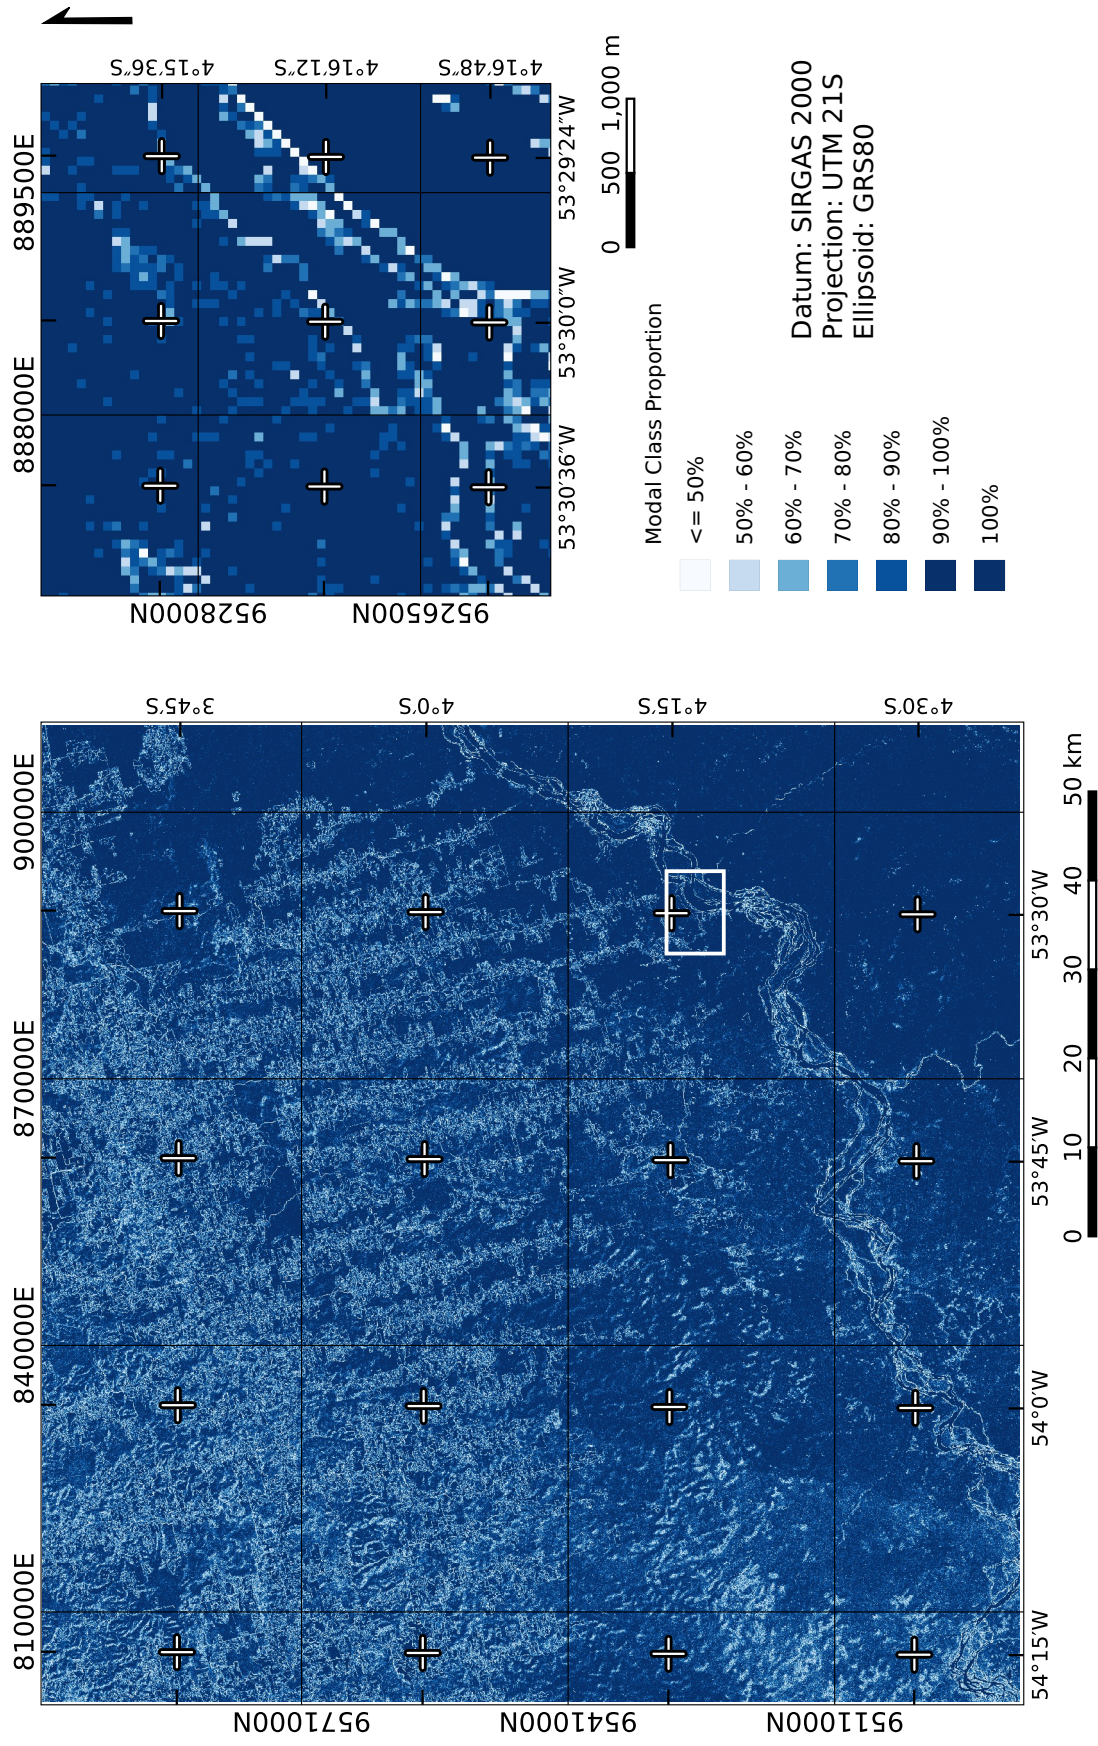 810000E
840000E
870000E
900000E
888000E
889500E
9571000N
9541000N
9511000N
3°45′S
4°0′S
4°15′S
4°30′S
54°15′W
54°0′W
53°45′W
53°30′W
0 10 20 30 40 50 km
9528000N
9526500N
4°15′36″S
4°16′12″S
4°16′48″S
53°30′36″W
53°30′0″W
53°29′24″W
0 500 1,000 m
Modal Class Proportion
<= 50%
50% - 60%
60% - 70%
70% - 80%
80% - 90%
90% - 100%
100%
Datum: SIRGAS 2000
Projection: UTM 21S
Ellipsoid: GRS80